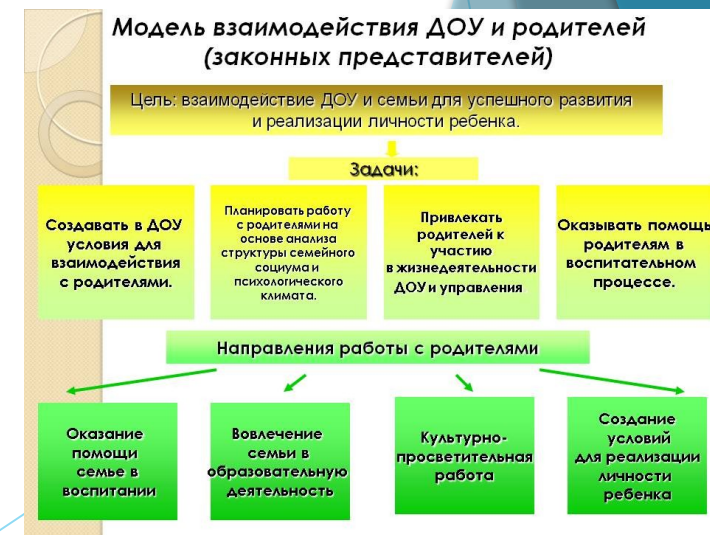 Модель взаимодействия ДОУ и родителей
(законных представителей)
Цель: взаимодействие ДОУ и семьи для успешного развития
и реализации личности ребенка.
Задачи:
Создавать в ДОУ
условия для
взаимодействия
с родителями.
Планировать работу
с родителями на
основе анализа
структуры семейного
социума и
психологического
климата.
Привлекать
родителей к
участию
в жизнедеятельности
ДОУ и управления
Оказывать помощь
родителям в
воспитательном
процессе.
Направления работы с родителями
Оказание
помощи
семье в
воспитании
Вовлечение
семьи в
образовательную
деятельность
Культурно-
просветительная
работа
Создание
условий
для реализации
личности
ребенка